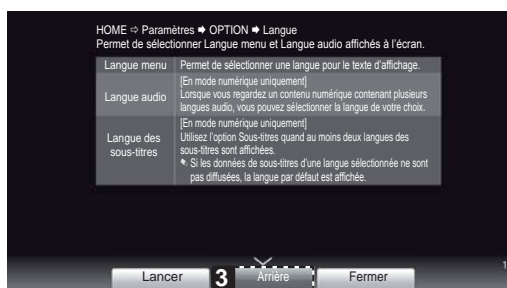 HOME ⇨ Paramètres ➡ OPTION ➡ Langue
Permet de sélectionner Langue menu et Langue audio affichés à l'écran.
Langue menu Permet de sélectionner une langue pour le texte d'affichage.
Langue audio
[En mode numérique uniquement]
Lorsque vous regardez un contenu numérique contenant plusieurs
langues audio, vous pouvez sélectionner la langue de votre choix.
Langue des
sous-titres
[En mode numérique uniquement]
Utilisez l'option Sous-titres quand au moins deux langues des
sous-titres sont affichées.
Si les données de sous-titres d'une langue sélectionnée ne sont
pas diffusées, la langue par défaut est affichée.
Lancer 3 Arrière Fermer
1